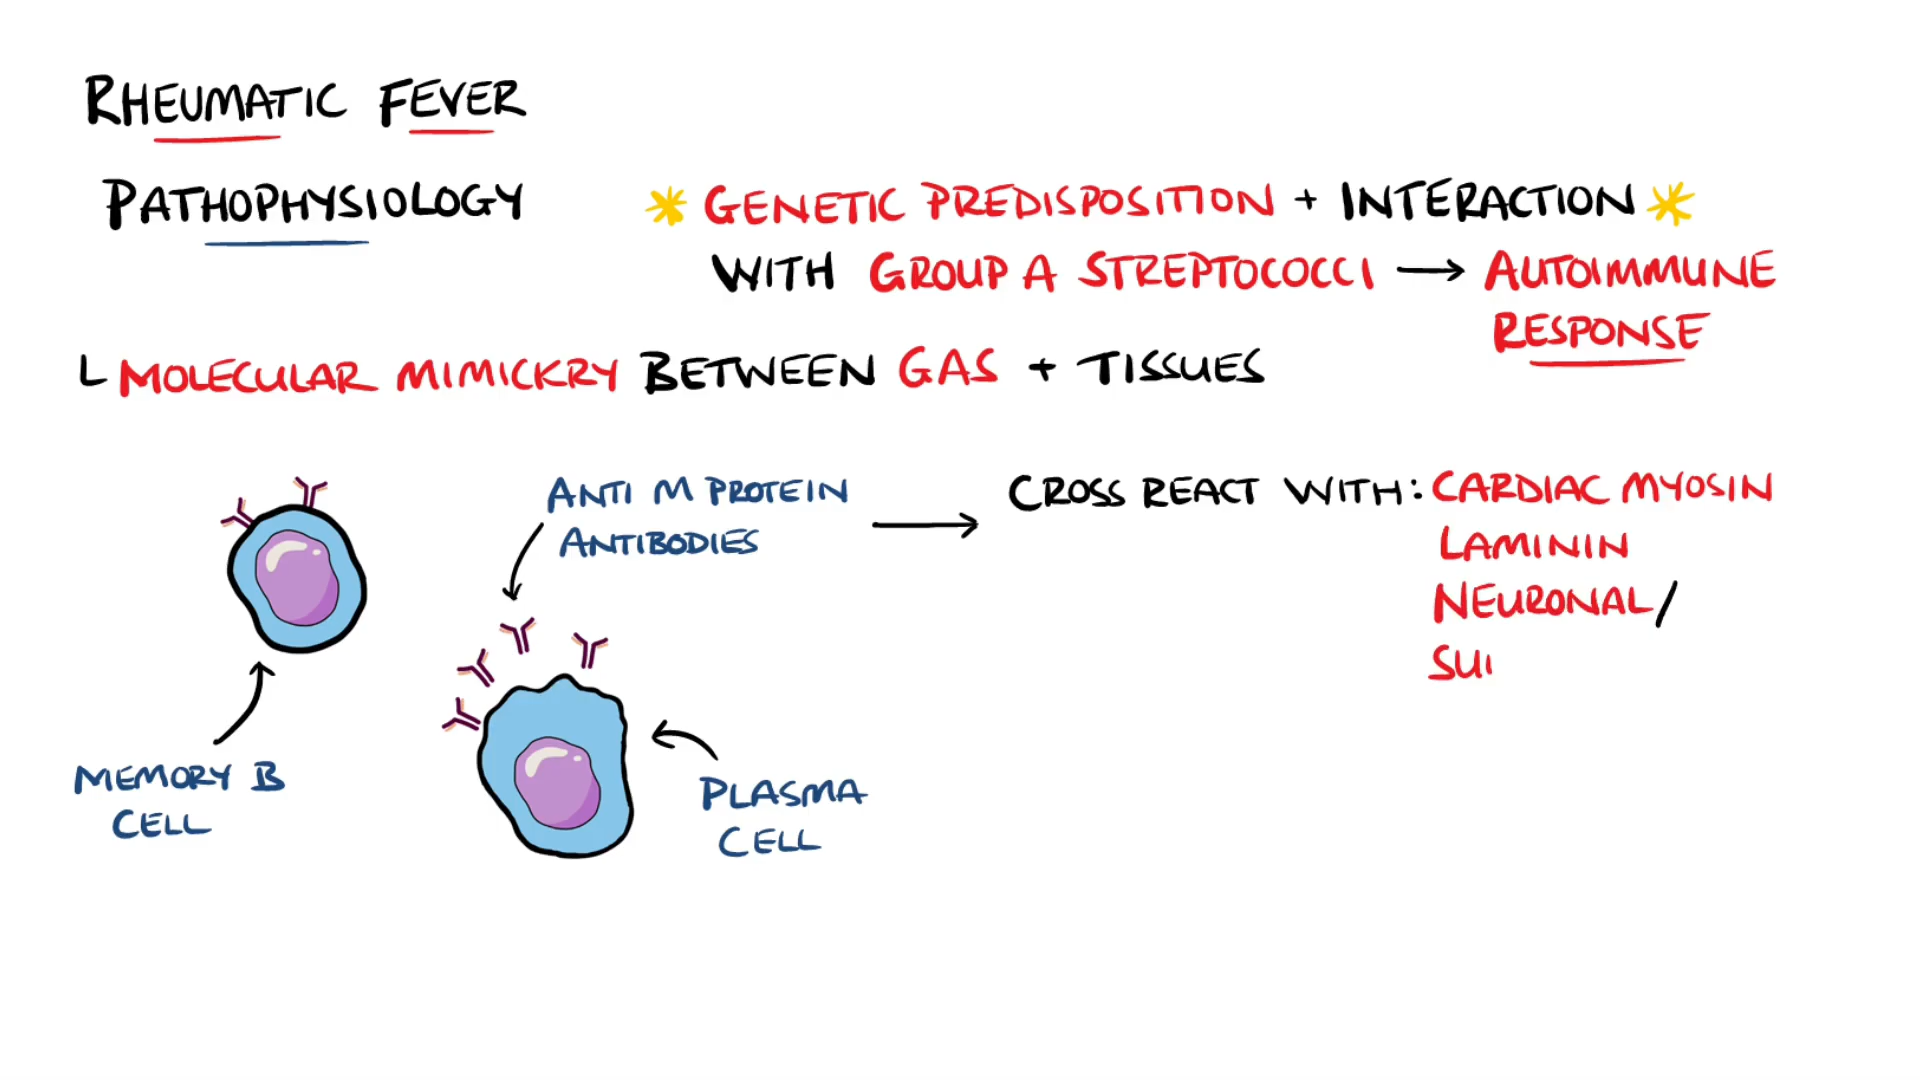 RHEUMATIC FEVER
PATHOPHYSIOLOGY
* GENETIC PREDISPOSITION + INTERACTION *
WITH GROUP A STREPTOCOCCI → AUTOIMMUNE
RESPONSE
MOLECULAR MIMICKRY BETWEEN GAS + TISSUES
ANTI M PROTEIN
ANTIBODIES
→ CROSS REACT WITH: CARDIAC MYOSIN
LAMININ
NEURONAL/
MEMORY B
CELL
PLASMA
CELL